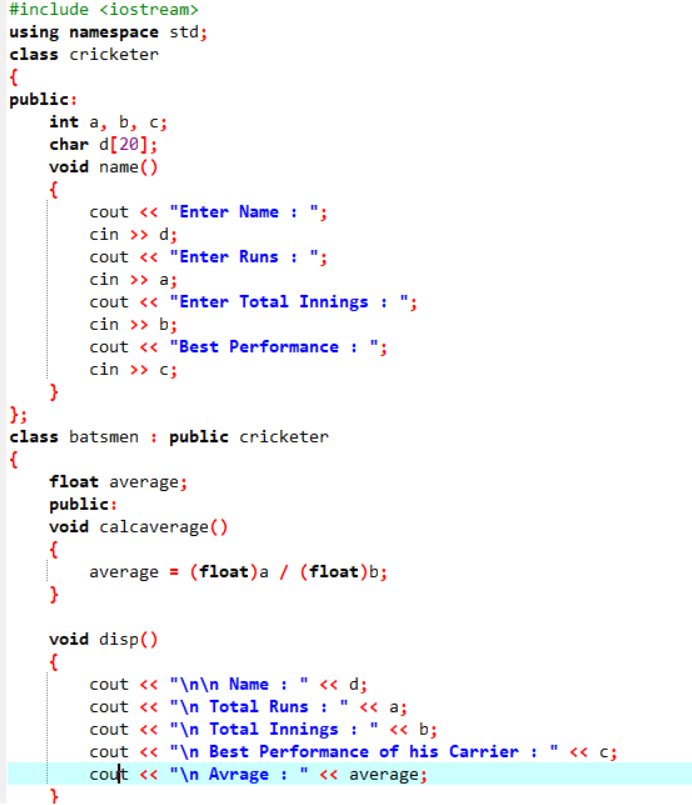 #include <iostream>
using namespace std;
class cricketer
{
public:
    int a, b, c;
    char d[20];
    void name()
    {
        cout << "Enter Name : ";
        cin >> d;
        cout << "Enter Runs : ";
        cin >> a;
        cout << "Enter Total Innings : ";
        cin >> b;
        cout << "Best Performance : ";
        cin >> c;
    }
};
class batsmen : public cricketer
{
    float average;
    public:
    void calcaverage()
    {
        average = (float)a / (float)b;
    }

    void disp()
    {
        cout << "\n\n Name : " << d;
        cout << "\n Total Runs : " << a;
        cout << "\n Total Innings : " << b;
        cout << "\n Best Performance of his Carrier : " << c;
        cout << "\n Avrage : " << average;
    }